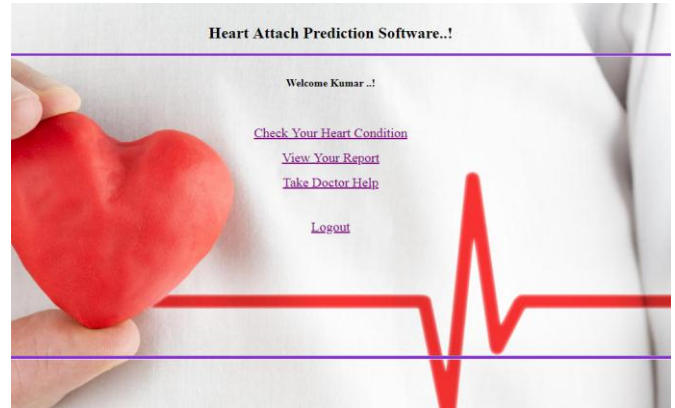 Heart Attach Prediction Software..!
Welcome Kumar ..!
Check Your Heart Condition
View Your Report
Take Doctor Help
Logout